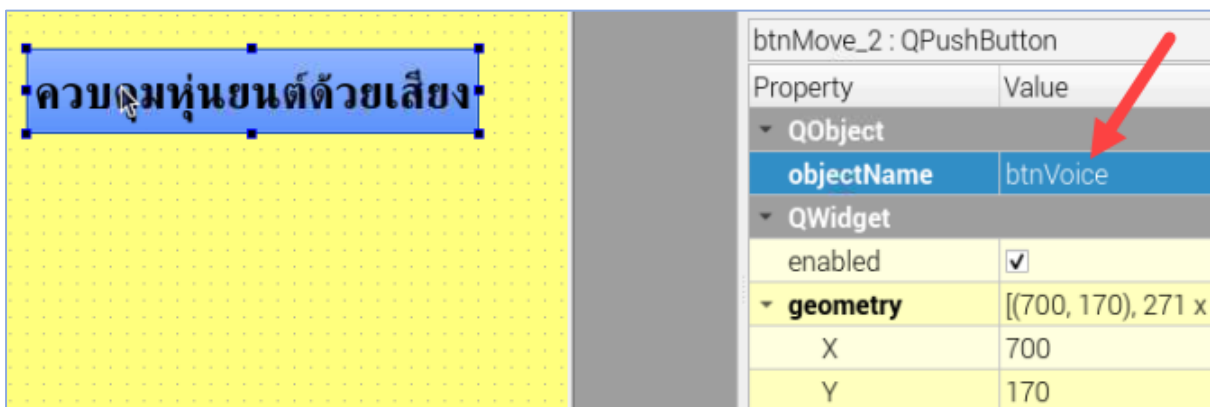 ควบคุมหุ่นยนต์ด้วยเสียง
btnMove_2 : QPushButton
Property Value
QObject
objectName btnVoice
QWidget
enabled
geometry [(700, 170), 271 x
X 700
Y 170